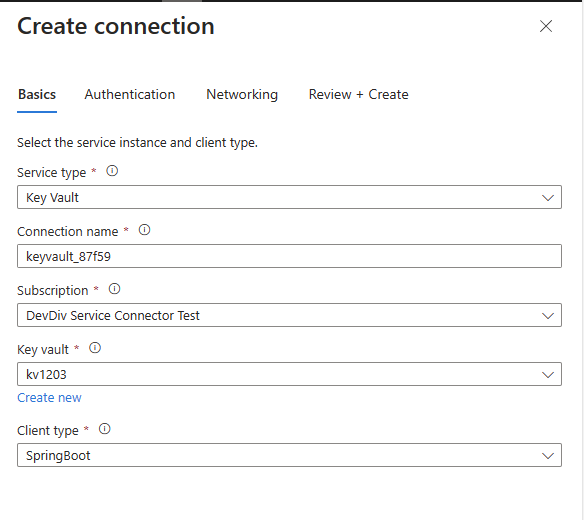 Create connection
Basics Authentication Networking Review + Create
Select the service instance and client type.
Service type *
Key Vault
Connection name *
keyvault_87f59
Subscription *
DevDiv Service Connector Test
Key vault *
kv1203
Create new
Client type *
SpringBoot